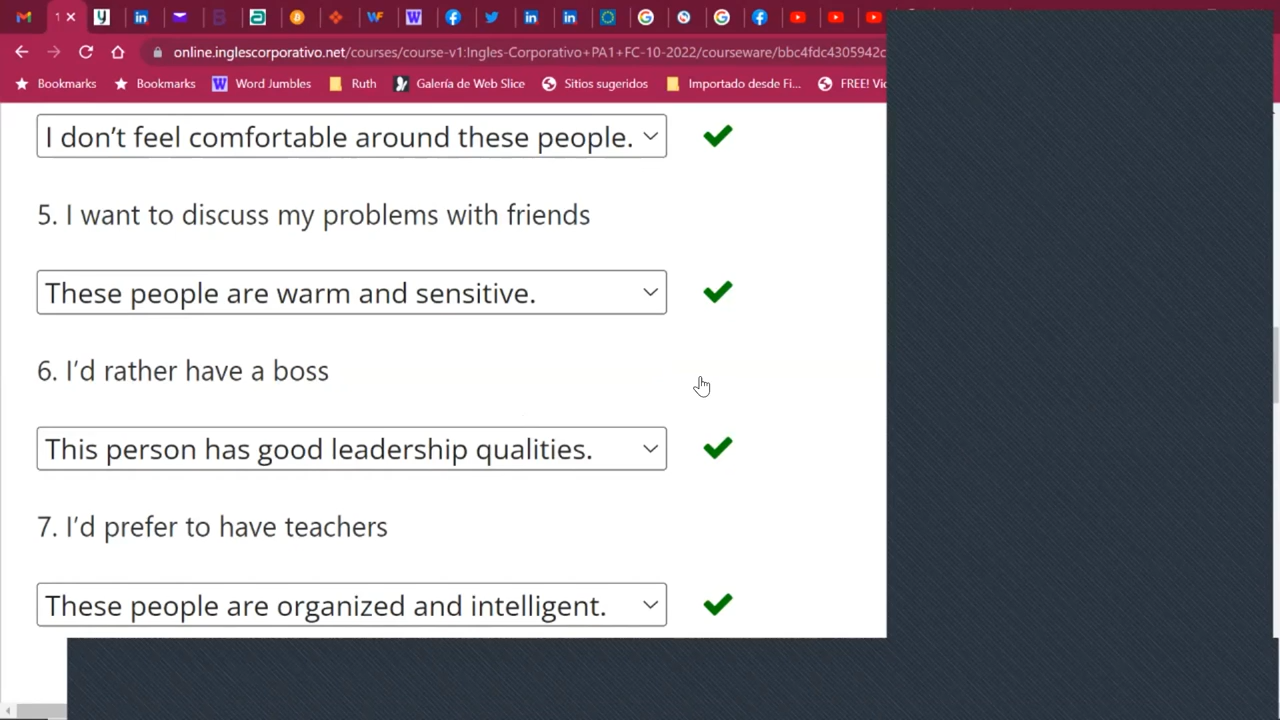 online.inglescorporativo.net/courses/course-v1:Ingles-Corporativo+PA1+FC-10-2022/courseware/bbc4fdc4305942c
Bookmarks Bookmarks Word Jumbles Ruth Galería de Web Slice Sitios sugeridos Importado desde Fi... FREE! Vic
I don’t feel comfortable around these people.
5. I want to discuss my problems with friends
These people are warm and sensitive.
6. I’d rather have a boss
This person has good leadership qualities.
7. I’d prefer to have teachers
These people are organized and intelligent.